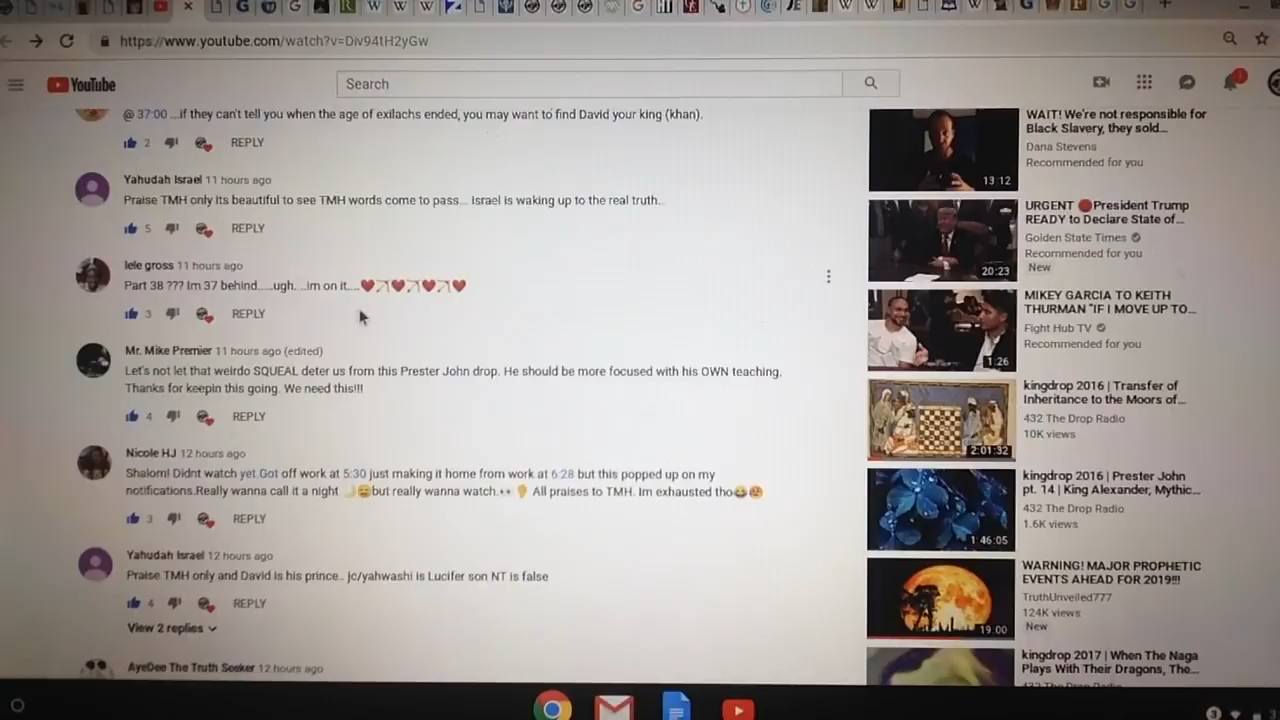 https://www.youtube.com/watch?v=Div94tH2yGw
YouTube
Search
@ 37:00 ...if they can't tell you when the age of exilachs ended, you may want to find David your king (khan).
2 REPLY
Yahudah Israel 11 hours ago
Praise TMH only Its beautiful to see TMH words come to pass... Israel is waking up to the real truth..
5 REPLY
lele gross 11 hours ago
Part 38 ??? Im 37 behind.....ugh. ..im on it....❤️🏹❤️🏹❤️🏹❤️
3 REPLY
Mr. Mike Premier 11 hours ago (edited)
Let's not let that weirdo SQUEAL deter us from this Prester John drop. He should be more focused with his OWN teaching.
Thanks for keepin this going. We need this!!!
4 REPLY
Nicole HJ 12 hours ago
Shalom! Didnt watch yet.Got off work at 5:30 just making it home from work at 6:28 but this popped up on my
notifications.Really wanna call it a night but really wanna watch. All praises to TMH. Im exhausted tho
3 REPLY
Yahudah Israel 12 hours ago
Praise TMH only and David is his prince.. jc/yahwashi is Lucifer son NT is false
4 REPLY
View 2 replies
AyeDee The Truth Seeker 12 hours ago
13:12
WAIT! We're not responsible for
Black Slavery, they sold...
Dana Stevens
Recommended for you
20:23
URGENT 🔴President Trump
READY to Declare State of...
Golden State Times
Recommended for you
New
1:26
MIKEY GARCIA TO KEITH
THURMAN "IF I MOVE UP TO...
Fight Hub TV
Recommended for you
2:01:32
kingdrop 2016 | Transfer of
Inheritance to the Moors of...
432 The Drop Radio
10K views
1:46:05
kingdrop 2016 | Prester John
pt. 14 | King Alexander, Mythic...
432 The Drop Radio
1.6K views
19:00
WARNING! MAJOR PROPHETIC
EVENTS AHEAD FOR 2019!!!
TruthUnveiled777
124K views
New
kingdrop 2017 | When The Naga
Plays With Their Dragons, The...
432 The Drop Radio